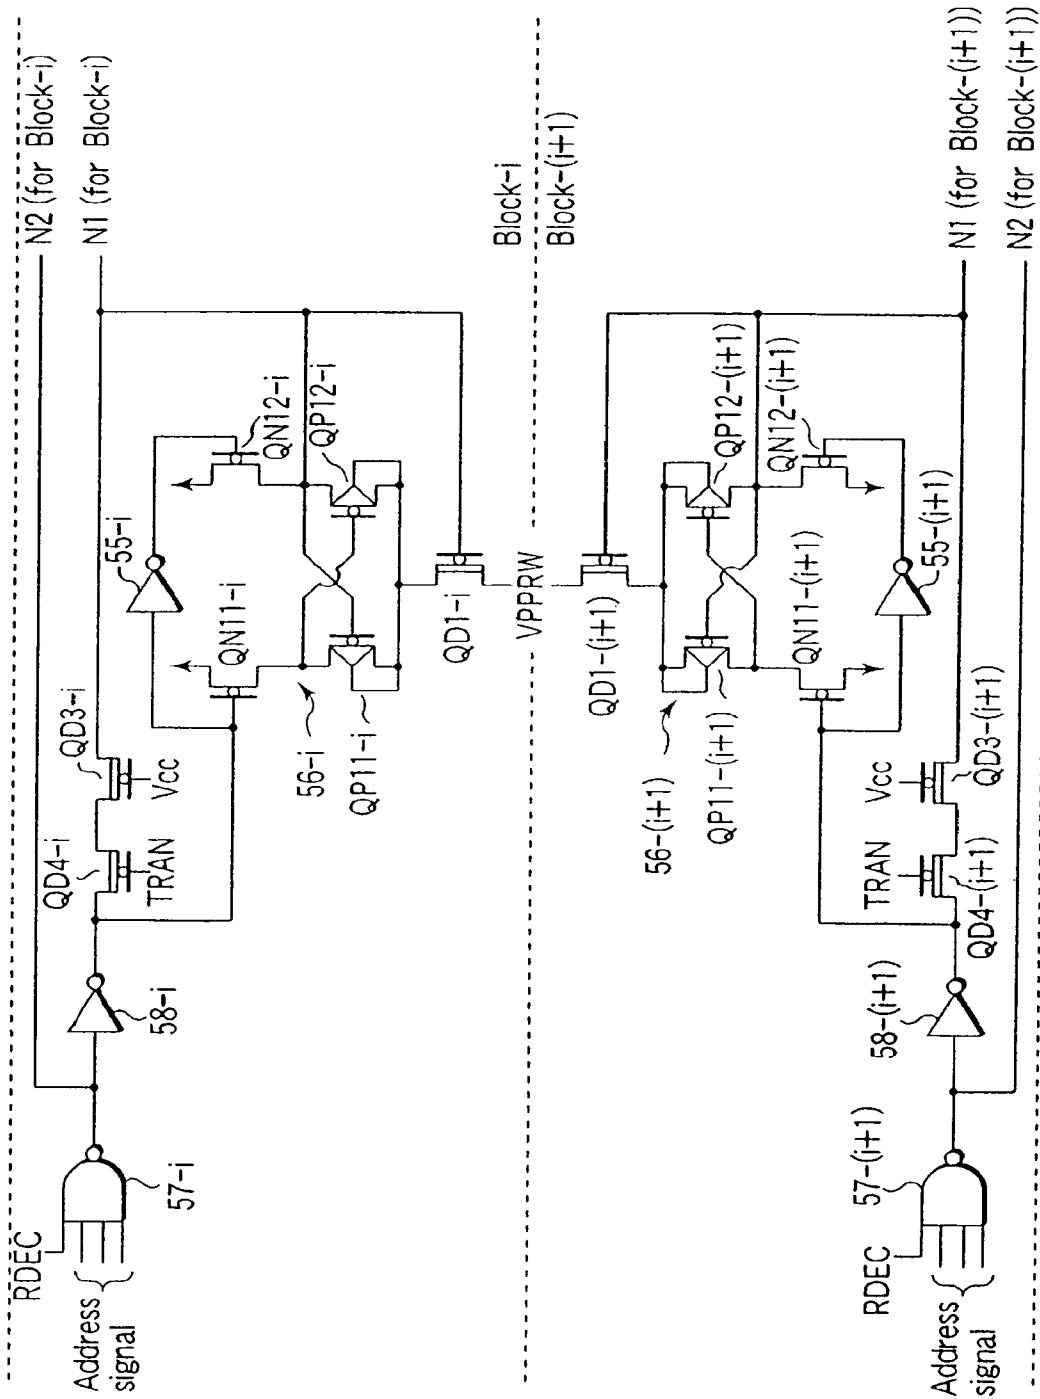 N2 (for Block-i)
N1 (for Block-i)
QD3-i
QD4-i
Vcc
TRAN
55-i
QN11-i
QN12-i
58-i
57-i
RDEC
Address
signal
56-i
QP11-i
QP12-i
QD1-i
Block-i
VPPRW
Block-(i+1)
QD1-(i+1)
QP12-(i+1)
QN12-(i+1)
56-(i+1)
QP11-(i+1)
QN11-(i+1)
55-(i+1)
Vcc
TRAN
QD3-(i+1)
QD4-(i+1)
58-(i+1)
57-(i+1)
RDEC
Address
signal
N1 (for Block-(i+1))
N2 (for Block-(i+1))